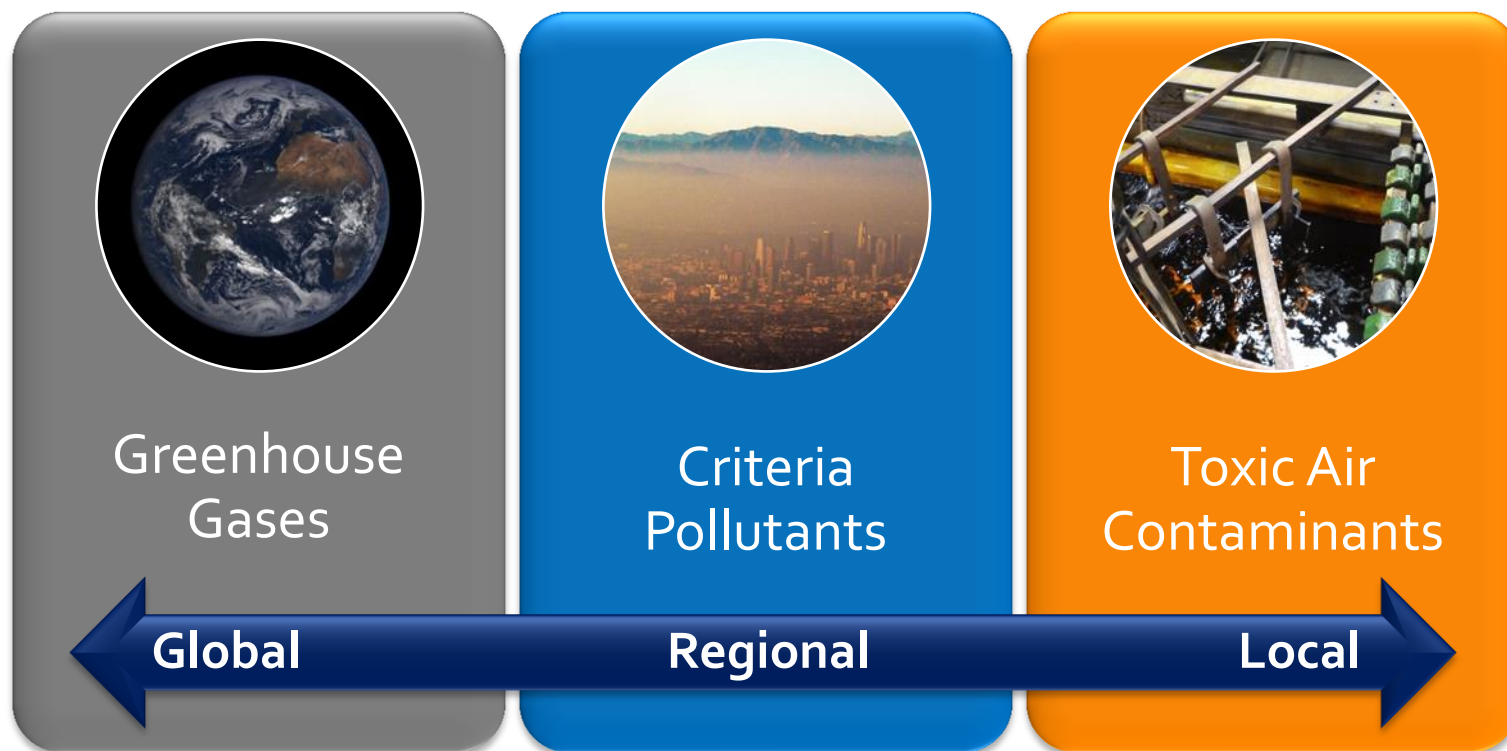 Greenhouse
Gases
Criteria
Pollutants
Toxic Air
Contaminants
Global
Regional
Local